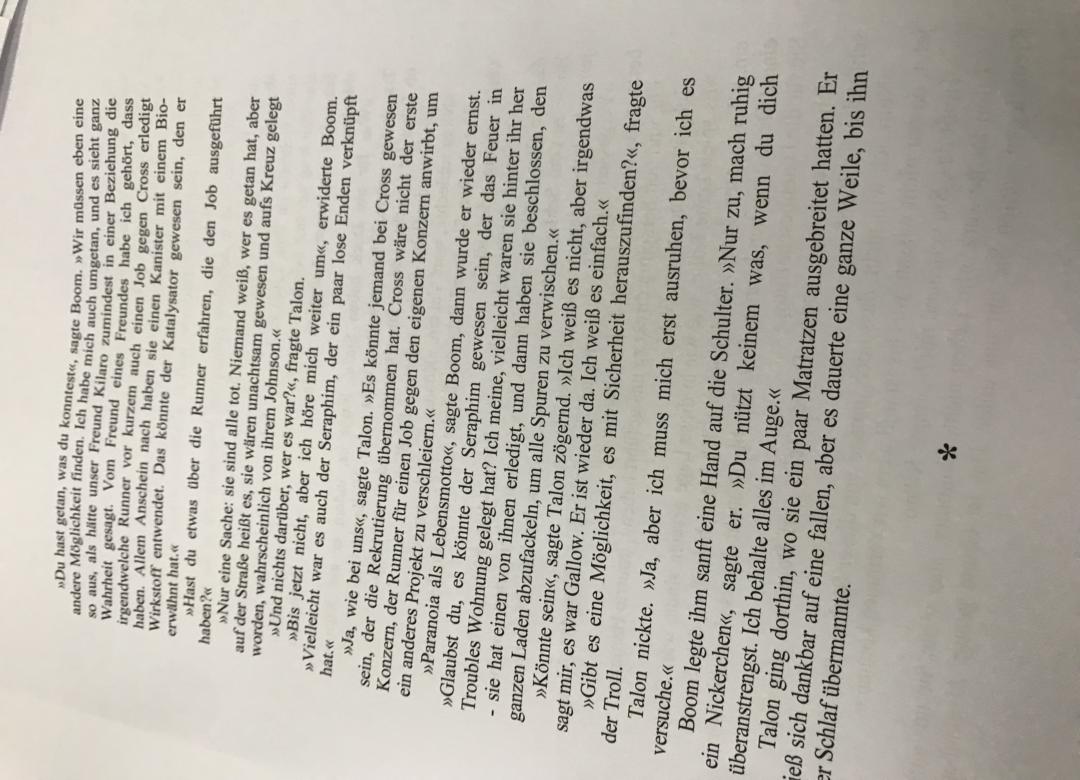 »Du hast getan, was du konntest«, sagte Boom. »Wir müssen eben eine
andere Möglichkeit finden. Ich habe mich auch umgetan, und es sieht ganz
so aus, als hätte unser Freund Kilaro zumindest in einer Beziehung die
Wahrheit gesagt. Vom Freund eines Freundes habe ich gehört, dass
irgendwelche Runner vor kurzem auch einen Job gegen Cross erledigt
haben. Allem Anschein nach haben sie einen Kanister mit einem Bio-
Wirkstoff entwendet. Das könnte der Katalysator gewesen sein, den er
erwähnt hat.«
»Hast du etwas über die Runner erfahren, die den Job ausgeführt
haben?«
»Nur eine Sache: sie sind alle tot. Niemand weiß, wer es getan hat, aber
auf der Straße heißt es, sie wären unachtsam gewesen und aufs Kreuz gelegt
worden, wahrscheinlich von ihrem Johnson.«
»Und nichts darüber, wer es war?«, fragte Talon.
»Bis jetzt nicht, aber ich höre mich weiter um«, erwiderte Boom.
»Vielleicht war es auch der Seraphim, der ein paar lose Enden verknüpft
hat.«
»Ja, wie bei uns«, sagte Talon. »Es könnte jemand bei Cross gewesen
sein, der die Rekrutierung übernommen hat. Cross wäre nicht der erste
Konzern, der Runner für einen Job gegen den eigenen Konzern anwirbt, um
ein anderes Projekt zu verschleiern.«
»Paranoia als Lebensmotto«, sagte Boom, dann wurde er wieder ernst.
»Glaubst du, es könnte der Seraphim gewesen sein, der das Feuer in
Troubles Wohnung gelegt hat? Ich meine, vielleicht waren sie hinter ihr her
- sie hat einen von ihnen erledigt, und dann haben sie beschlossen, den
ganzen Laden abzufackeln, um alle Spuren zu verwischen.«
»Könnte sein«, sagte Talon zögernd. »Ich weiß es nicht, aber irgendwas
sagt mir, es war Gallow. Er ist wieder da. Ich weiß es einfach.«
»Gibt es eine Möglichkeit, es mit Sicherheit herauszufinden?«, fragte
der Troll.
Talon nickte. »Ja, aber ich muss mich erst ausruhen, bevor ich es
versuche.«
Boom legte ihm sanft eine Hand auf die Schulter. »Nur zu, mach ruhig
ein Nickerchen«, sagte er. »Du nützt keinem was, wenn du dich
überanstrengst. Ich behalte alles im Auge.«
Talon ging dorthin, wo sie ein paar Matratzen ausgebreitet hatten. Er
ieß sich dankbar auf eine fallen, aber es dauerte eine ganze Weile, bis ihn
er Schlaf übermannte.
*